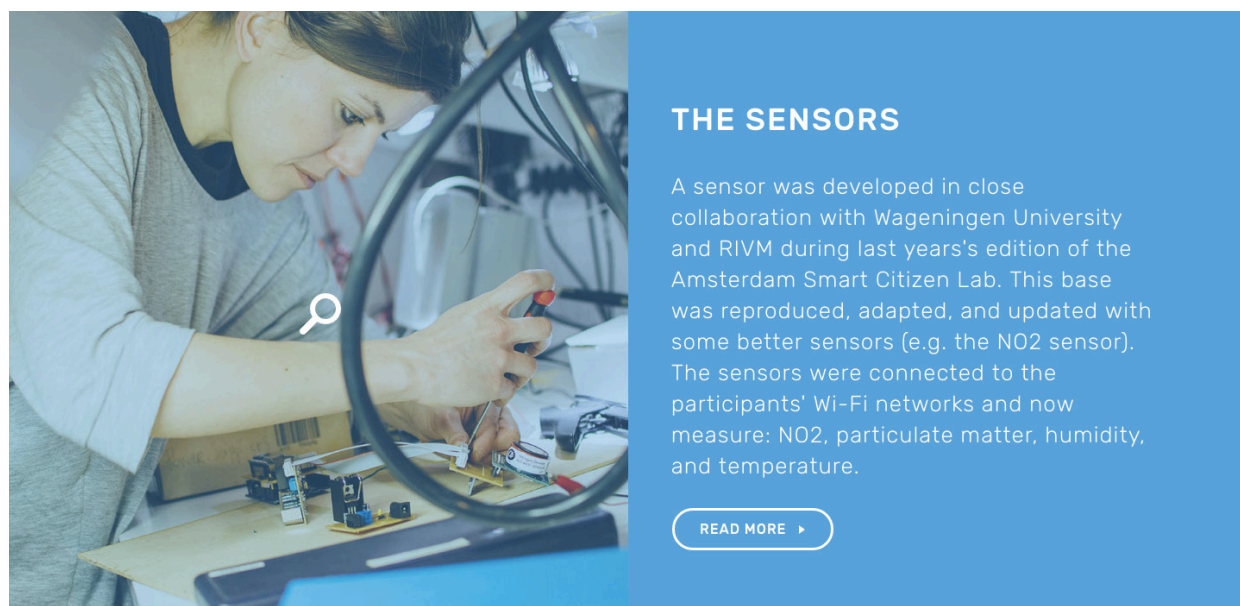 THE SENSORS
A sensor was developed in close
collaboration with Wageningen University
and RIVM during last years's edition of the
Amsterdam Smart Citizen Lab. This base
was reproduced, adapted, and updated with
some better sensors (e.g. the NO2 sensor).
The sensors were connected to the
participants' Wi-Fi networks and now
measure: NO2, particulate matter, humidity,
and temperature.
READ MORE